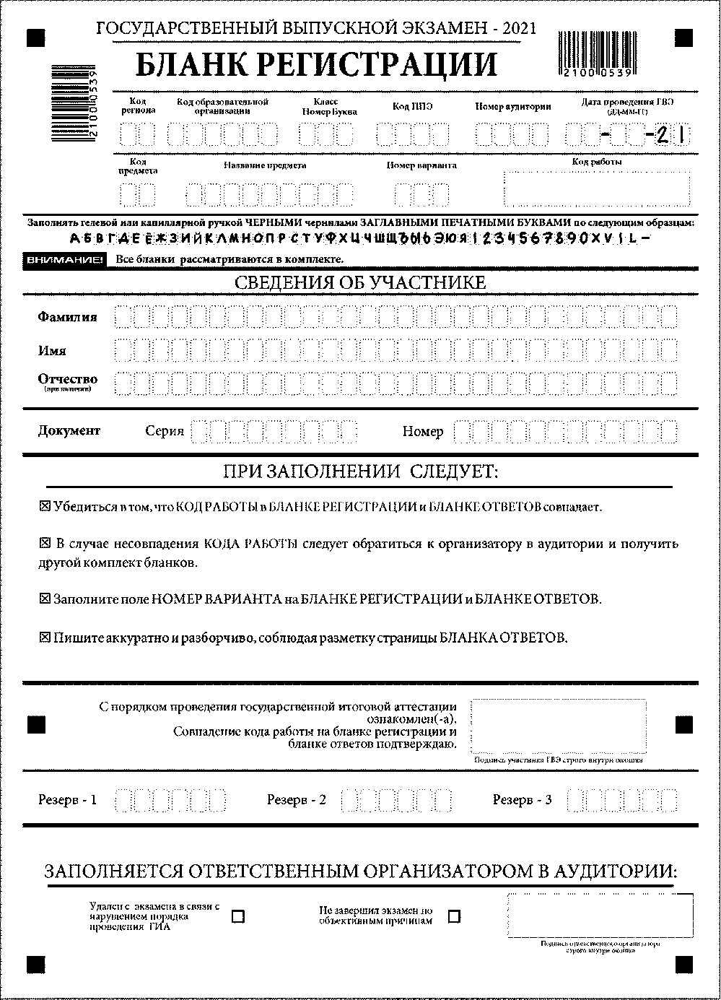 ГОСУДАРСТВЕННЫЙ ВЫПУСКНОЙ ЭКЗАМЕН - 2021
БЛАНК РЕГИСТРАЦИИ
21000539
21000539
Код региона
Код образовательной организации
Класс Номер Буква
Код ППЭ
Номер аудитории
Дата проведения ГВЭ (ДД-ММ-ГГ)
- - 21
Код предмета
Название предмета
Номер варианта
Код работы
Заполнять гелевой или капиллярной ручкой ЧЕРНЫМИ чернилами ЗАГЛАВНЫМИ ПЕЧАТНЫМИ БУКВАМИ по следующим образцам:
АБВГДЕЁЖЗИЙКЛМНОПРСТУФХЦЧШЩЪЫЬЭЮЯ1234567890XVIL-
ВНИМАНИЕ! Все бланки рассматриваются в комплекте.
СВЕДЕНИЯ ОБ УЧАСТНИКЕ
Фамилия
Имя
Отчество
(при наличии)
Документ Серия Номер
ПРИ ЗАПОЛНЕНИИ СЛЕДУЕТ:
☒ Убедиться в том, что КОД РАБОТЫ в БЛАНКЕ РЕГИСТРАЦИИ и БЛАНКЕ ОТВЕТОВ совпадает.
☒ В случае несовпадения КОДА РАБОТЫ следует обратиться к организатору в аудитории и получить
другой комплект бланков.
☒ Заполните поле НОМЕР ВАРИАНТА на БЛАНКЕ РЕГИСТРАЦИИ и БЛАНКЕ ОТВЕТОВ.
☒ Пишите аккуратно и разборчиво, соблюдая разметку страницы БЛАНКА ОТВЕТОВ.
С порядком проведения государственной итоговой аттестации
ознакомлен(-а).
Совпадение кода работы на бланке регистрации и
бланке ответов подтверждаю.
Подпись участника ГВЭ строго внутри окошка
Резерв - 1 Резерв - 2 Резерв - 3
ЗАПОЛНЯЕТСЯ ОТВЕТСТВЕННЫМ ОРГАНИЗАТОРОМ В АУДИТОРИИ:
Удален с экзамена в связи с
нарушением порядка
проведения ГИА
Не завершил экзамен по
объективным причинам
Подпись ответственного организатора
строго внутри окошка